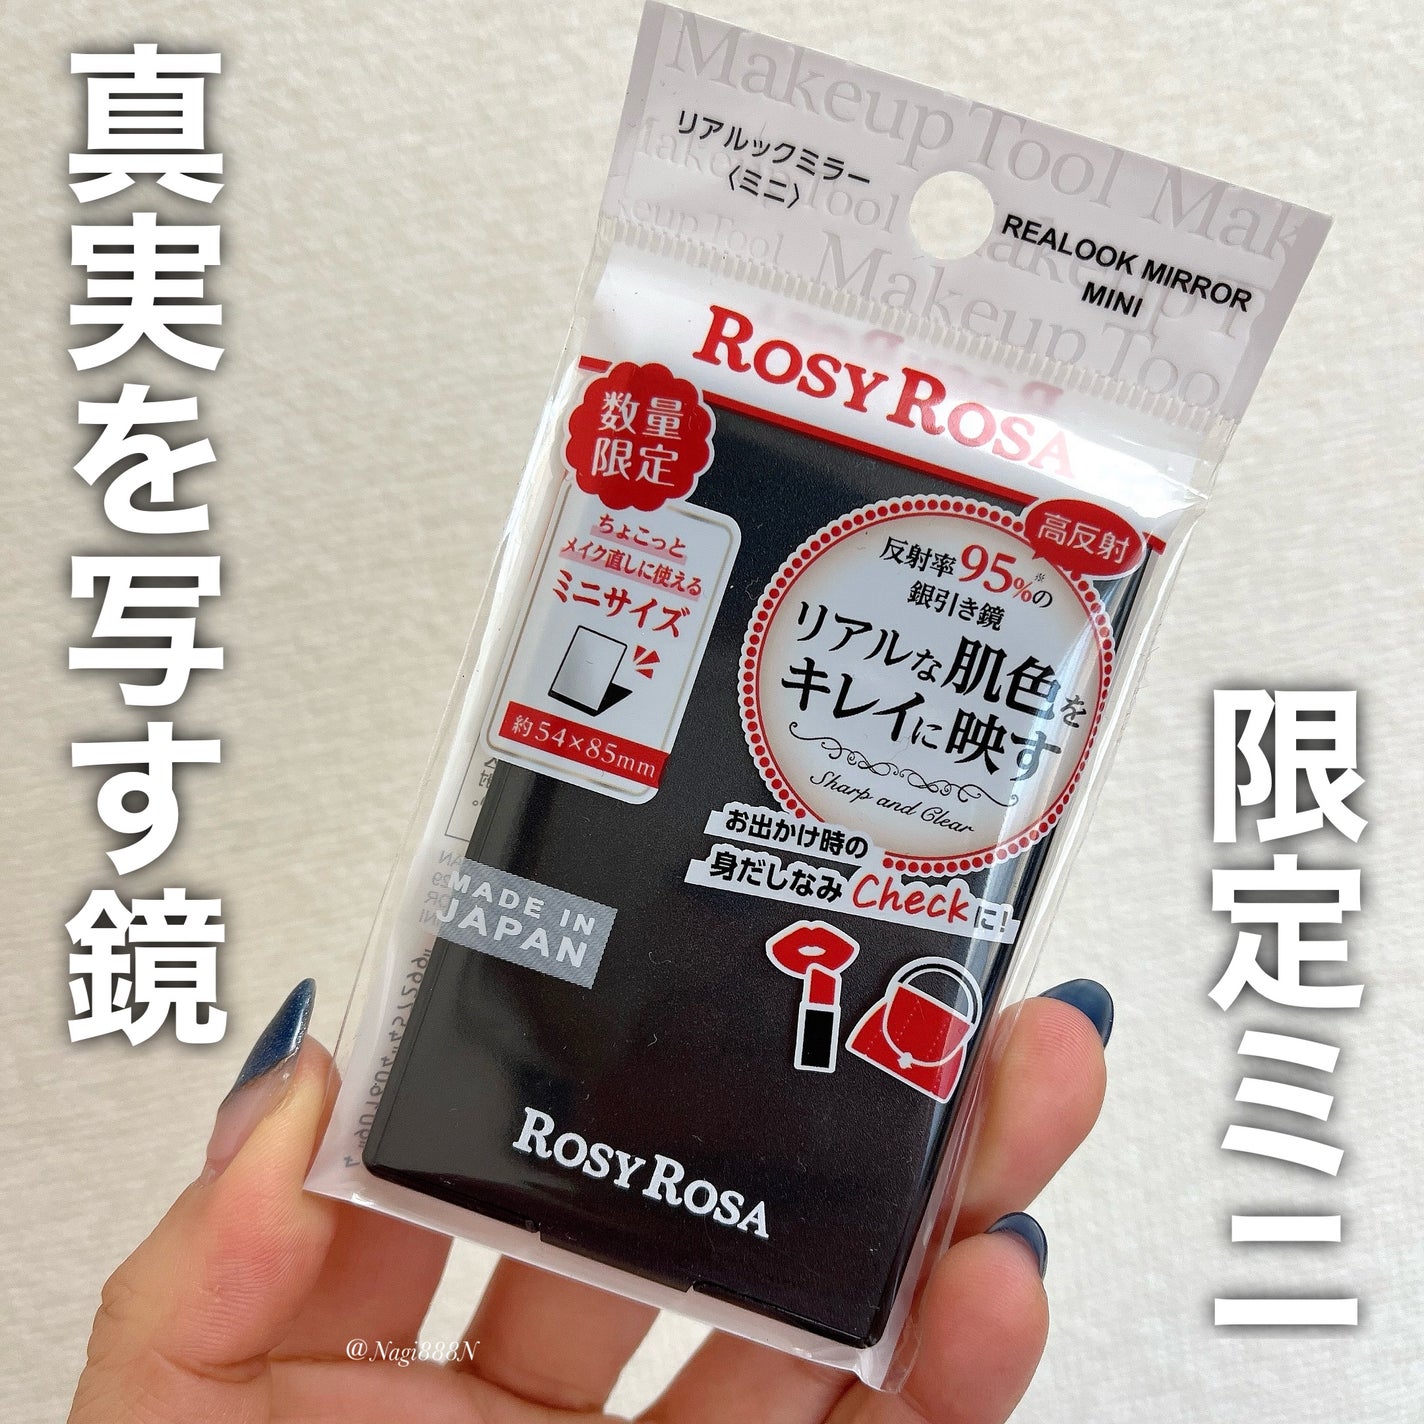 真実を写す鏡
限定ミニ
Makeup Tool Mak
リアルックミラー
〈ミニ〉
REALOOK MIRROR
MINI
ROSY ROSA
数量
限定
ちょこっと
メイク直しに使える
ミニサイズ
約54×85mm
高反射
反射率95%※の
銀引き鏡
リアルな肌色を
キレイに映す
Sharp and Clear
お出かけ時の
身だしなみCheckに!
MADE IN
JAPAN
ROSY ROSA
@Nagi888N